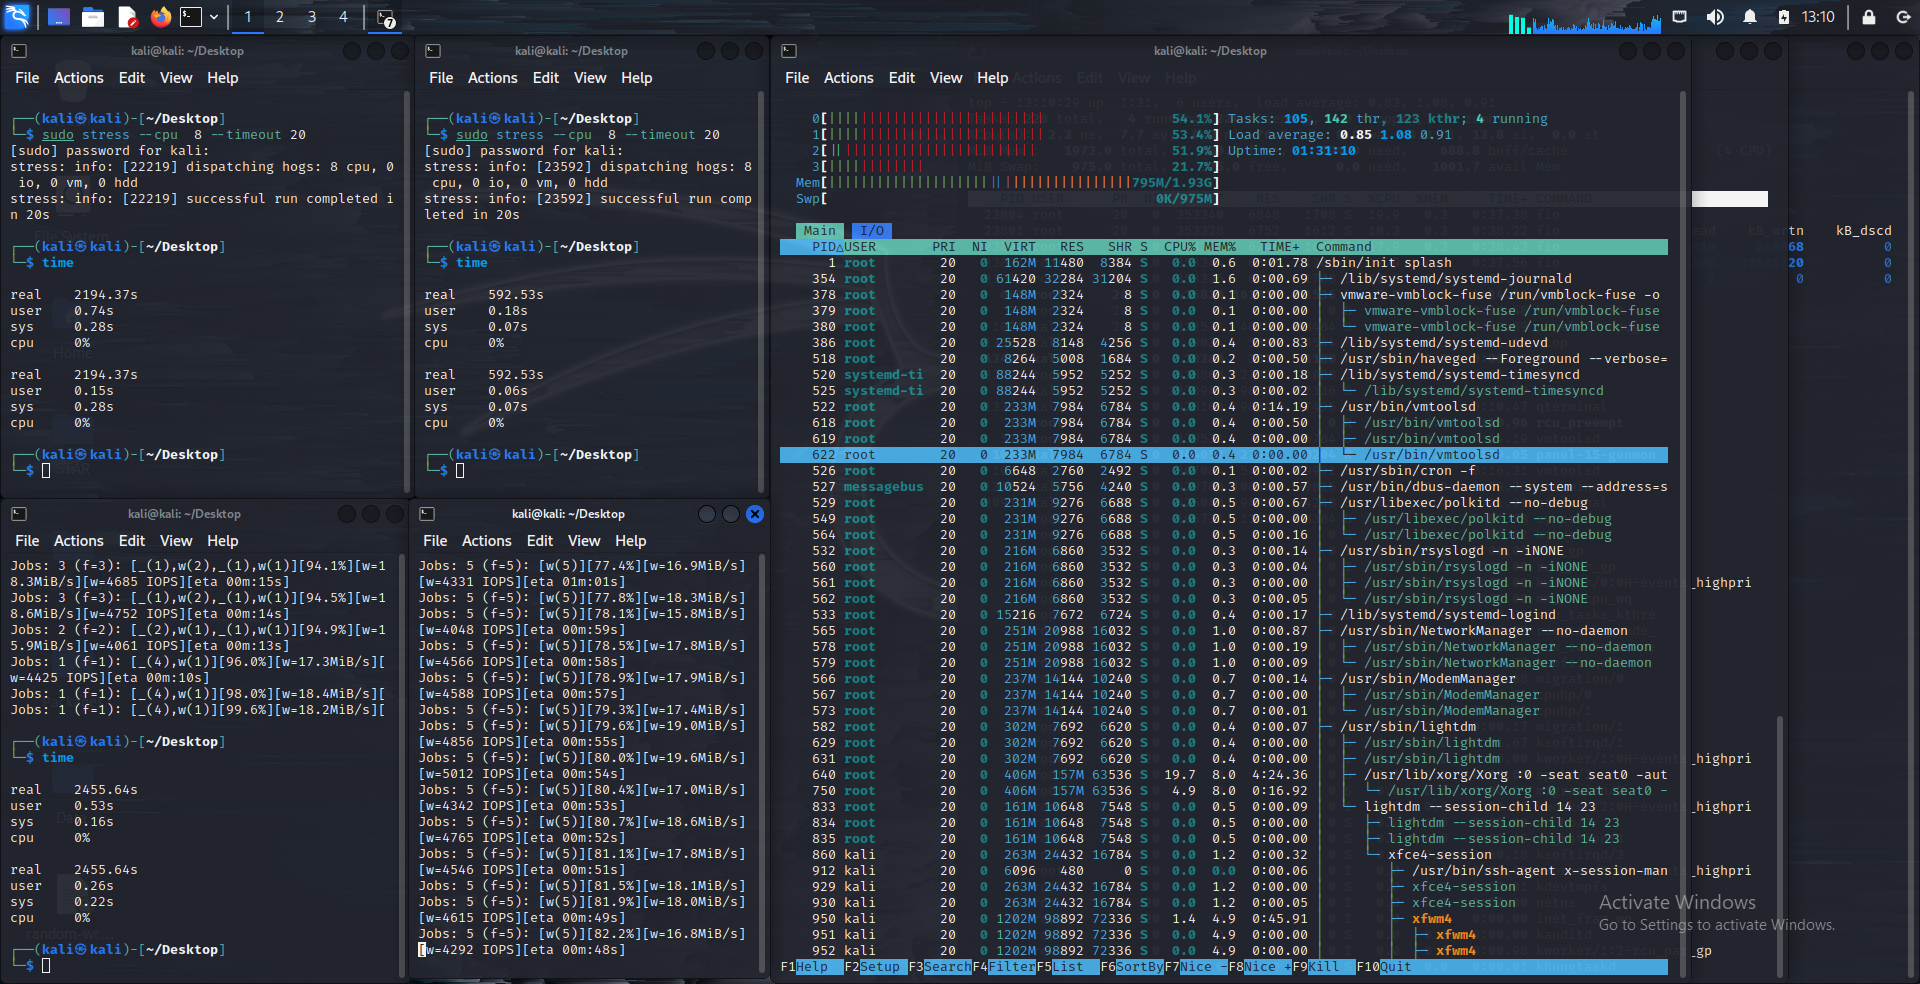 1 2 3 4 7 13:10
kali@kali: ~/Desktop
File Actions Edit View Help
┌──(kali㉿kali)-[~/Desktop]
└─$ sudo stress --cpu  8 --timeout 20
[sudo] password for kali:
stress: info: [22219] dispatching hogs: 8 cpu, 0
 io, 0 vm, 0 hdd
stress: info: [22219] successful run completed i
n 20s
┌──(kali㉿kali)-[~/Desktop]
└─$ time
real    2194.37s
user    0.74s
sys     0.28s
cpu     0%
real    2194.37s
user    0.15s
sys     0.28s
cpu     0%
┌──(kali㉿kali)-[~/Desktop]
└─$
kali@kali: ~/Desktop
File Actions Edit View Help
┌──(kali㉿kali)-[~/Desktop]
└─$ sudo stress --cpu  8 --timeout 20
[sudo] password for kali:
stress: info: [23592] dispatching hogs: 8
 cpu, 0 io, 0 vm, 0 hdd
stress: info: [23592] successful run comp
leted in 20s
┌──(kali㉿kali)-[~/Desktop]
└─$ time
real    592.53s
user    0.18s
sys     0.07s
cpu     0%
real    592.53s
user    0.06s
sys     0.07s
cpu     0%
┌──(kali㉿kali)-[~/Desktop]
└─$
kali@kali: ~/Desktop
File Actions Edit View Help
Jobs: 3 (f=3): [_(1),w(2),_(1),w(1)][94.1%][w=1
8.3MiB/s][w=4685 IOPS][eta 00m:15s]
Jobs: 3 (f=3): [_(1),w(2),_(1),w(1)][94.5%][w=1
8.6MiB/s][w=4752 IOPS][eta 00m:14s]
Jobs: 2 (f=2): [_(2),w(1),_(1),w(1)][94.9%][w=1
5.9MiB/s][w=4061 IOPS][eta 00m:13s]
Jobs: 1 (f=1): [_(4),w(1)][96.0%][w=17.3MiB/s][
w=4425 IOPS][eta 00m:10s]
Jobs: 1 (f=1): [_(4),w(1)][98.0%][w=18.4MiB/s][
Jobs: 1 (f=1): [_(4),w(1)][99.6%][w=18.2MiB/s][
┌──(kali㉿kali)-[~/Desktop]
└─$ time
real    2455.64s
user    0.53s
sys     0.16s
cpu     0%
real    2455.64s
user    0.26s
sys     0.22s
cpu     0%
┌──(kali㉿kali)-[~/Desktop]
└─$
kali@kali: ~/Desktop
File Actions Edit View Help
Jobs: 5 (f=5): [w(5)][77.4%][w=16.9MiB/s]
[w=4331 IOPS][eta 01m:01s]
Jobs: 5 (f=5): [w(5)][77.8%][w=18.3MiB/s]
Jobs: 5 (f=5): [w(5)][78.1%][w=15.8MiB/s]
[w=4048 IOPS][eta 00m:59s]
Jobs: 5 (f=5): [w(5)][78.5%][w=17.8MiB/s]
[w=4566 IOPS][eta 00m:58s]
Jobs: 5 (f=5): [w(5)][78.9%][w=17.9MiB/s]
[w=4588 IOPS][eta 00m:57s]
Jobs: 5 (f=5): [w(5)][79.3%][w=17.4MiB/s]
Jobs: 5 (f=5): [w(5)][79.6%][w=19.0MiB/s]
[w=4856 IOPS][eta 00m:55s]
Jobs: 5 (f=5): [w(5)][80.0%][w=19.6MiB/s]
[w=5012 IOPS][eta 00m:54s]
Jobs: 5 (f=5): [w(5)][80.4%][w=17.0MiB/s]
[w=4342 IOPS][eta 00m:53s]
Jobs: 5 (f=5): [w(5)][80.7%][w=18.6MiB/s]
[w=4765 IOPS][eta 00m:52s]
Jobs: 5 (f=5): [w(5)][81.1%][w=17.8MiB/s]
[w=4546 IOPS][eta 00m:51s]
Jobs: 5 (f=5): [w(5)][81.5%][w=18.1MiB/s]
Jobs: 5 (f=5): [w(5)][81.9%][w=18.0MiB/s]
[w=4615 IOPS][eta 00m:49s]
Jobs: 5 (f=5): [w(5)][82.2%][w=16.8MiB/s]
[w=4292 IOPS][eta 00m:48s]
kali@kali: ~/Desktop
File Actions Edit View Help
0[ 54.1%] Tasks: 105, 142 thr, 123 kthr; 4 running
1[ 53.4%] Load average: 0.85 1.08 0.91
2[ 51.9%] Uptime: 01:31:10
3[ 21.7%]
Mem[ 795M/1.93G]
Swp[ 0K/975M]
Main I/O
PID△USER PRI NI VIRT RES SHR S CPU% MEM% TIME+ Command
1 root 20 0 162M 11480 8384 S 0.0 0.6 0:01.78 /sbin/init splash
354 root 20 0 61420 32284 31204 S 0.0 1.6 0:00.69 ├─ /lib/systemd/systemd-journald
378 root 20 0 148M 2324 8 S 0.0 0.1 0:00.00 ├─ vmware-vmblock-fuse /run/vmblock-fuse -o
379 root 20 0 148M 2324 8 S 0.0 0.1 0:00.00 │  ├─ vmware-vmblock-fuse /run/vmblock-fuse
380 root 20 0 148M 2324 8 S 0.0 0.1 0:00.00 │  └─ vmware-vmblock-fuse /run/vmblock-fuse
386 root 20 0 25528 8148 4256 S 0.0 0.4 0:00.83 ├─ /lib/systemd/systemd-udevd
518 root 20 0 8264 5008 1684 S 0.0 0.2 0:00.50 ├─ /usr/sbin/haveged --Foreground --verbose=
520 systemd-ti 20 0 88244 5952 5252 S 0.0 0.3 0:00.18 ├─ /lib/systemd/systemd-timesyncd
525 systemd-ti 20 0 88244 5952 5252 S 0.0 0.3 0:00.02 │  └─ /lib/systemd/systemd-timesyncd
522 root 20 0 233M 7984 6784 S 0.0 0.4 0:14.19 ├─ /usr/bin/vmtoolsd
618 root 20 0 233M 7984 6784 S 0.0 0.4 0:00.50 │  ├─ /usr/bin/vmtoolsd
619 root 20 0 233M 7984 6784 S 0.0 0.4 0:00.00 │  ├─ /usr/bin/vmtoolsd
622 root 20 0 233M 7984 6784 S 0.0 0.4 0:00.00 │  └─ /usr/bin/vmtoolsd
526 root 20 0 6648 2760 2492 S 0.0 0.1 0:00.02 ├─ /usr/sbin/cron -f
527 messagebus 20 0 10524 5756 4240 S 0.0 0.3 0:00.57 ├─ /usr/bin/dbus-daemon --system --address=s
529 root 20 0 231M 9276 6688 S 0.0 0.5 0:00.67 ├─ /usr/libexec/polkitd --no-debug
549 root 20 0 231M 9276 6688 S 0.0 0.5 0:00.00 │  ├─ /usr/libexec/polkitd --no-debug
564 root 20 0 231M 9276 6688 S 0.0 0.5 0:00.16 │  └─ /usr/libexec/polkitd --no-debug
532 root 20 0 216M 6860 3532 S 0.0 0.3 0:00.14 ├─ /usr/sbin/rsyslogd -n -iNONE
560 root 20 0 216M 6860 3532 S 0.0 0.3 0:00.04 │  ├─ /usr/sbin/rsyslogd -n -iNONE
561 root 20 0 216M 6860 3532 S 0.0 0.3 0:00.00 │  ├─ /usr/sbin/rsyslogd -n -iNONE
562 root 20 0 216M 6860 3532 S 0.0 0.3 0:00.05 │  └─ /usr/sbin/rsyslogd -n -iNONE
533 root 20 0 15216 7672 6724 S 0.0 0.4 0:00.17 ├─ /lib/systemd/systemd-logind
565 root 20 0 251M 20988 16032 S 0.0 1.0 0:00.87 ├─ /usr/sbin/NetworkManager --no-daemon
578 root 20 0 251M 20988 16032 S 0.0 1.0 0:00.19 │  ├─ /usr/sbin/NetworkManager --no-daemon
579 root 20 0 251M 20988 16032 S 0.0 1.0 0:00.09 │  └─ /usr/sbin/NetworkManager --no-daemon
566 root 20 0 237M 14144 10240 S 0.0 0.7 0:00.14 ├─ /usr/sbin/ModemManager
567 root 20 0 237M 14144 10240 S 0.0 0.7 0:00.00 │  ├─ /usr/sbin/ModemManager
573 root 20 0 237M 14144 10240 S 0.0 0.7 0:00.01 │  └─ /usr/sbin/ModemManager
582 root 20 0 302M 7692 6620 S 0.0 0.4 0:00.07 ├─ /usr/sbin/lightdm
629 root 20 0 302M 7692 6620 S 0.0 0.4 0:00.00 │  ├─ /usr/sbin/lightdm
631 root 20 0 302M 7692 6620 S 0.0 0.4 0:00.00 │  ├─ /usr/sbin/lightdm
640 root 20 0 406M 157M 63536 S 19.7 8.0 4:24.36 │  ├─ /usr/lib/xorg/Xorg :0 -seat seat0 -aut
750 root 20 0 406M 157M 63536 S 4.9 8.0 0:16.92 │  │  └─ /usr/lib/xorg/Xorg :0 -seat seat0 -
833 root 20 0 161M 10648 7548 S 0.0 0.5 0:00.09 │  └─ lightdm --session-child 14 23
834 root 20 0 161M 10648 7548 S 0.0 0.5 0:00.00 │     ├─ lightdm --session-child 14 23
835 root 20 0 161M 10648 7548 S 0.0 0.5 0:00.00 │     ├─ lightdm --session-child 14 23
860 kali 20 0 263M 24432 16784 S 0.0 1.2 0:00.32 │     └─ xfce4-session
912 kali 20 0 6096 480 0 S 0.0 0.0 0:00.06 │        ├─ /usr/bin/ssh-agent x-session-man
929 kali 20 0 263M 24432 16784 S 0.0 1.2 0:00.00 │        ├─ xfce4-session
930 kali 20 0 263M 24432 16784 S 0.0 1.2 0:00.05 │        ├─ xfce4-session
950 kali 20 0 1202M 98892 72336 S 1.4 4.9 0:45.91 │        ├─ xfwm4
951 kali 20 0 1202M 98892 72336 S 0.0 4.9 0:00.00 │        │  ├─ xfwm4
952 kali 20 0 1202M 98892 72336 S 0.0 4.9 0:00.00 │        │  ├─ xfwm4
F1Help F2Setup F3SearchF4FilterF5List F6SortByF7Nice -F8Nice +F9Kill F10Quit
kB_dscd
0
0
0
_highpri
_highpri
_highpri
_highpri
_gp
Activate Windows
Go to Settings to activate Windows.